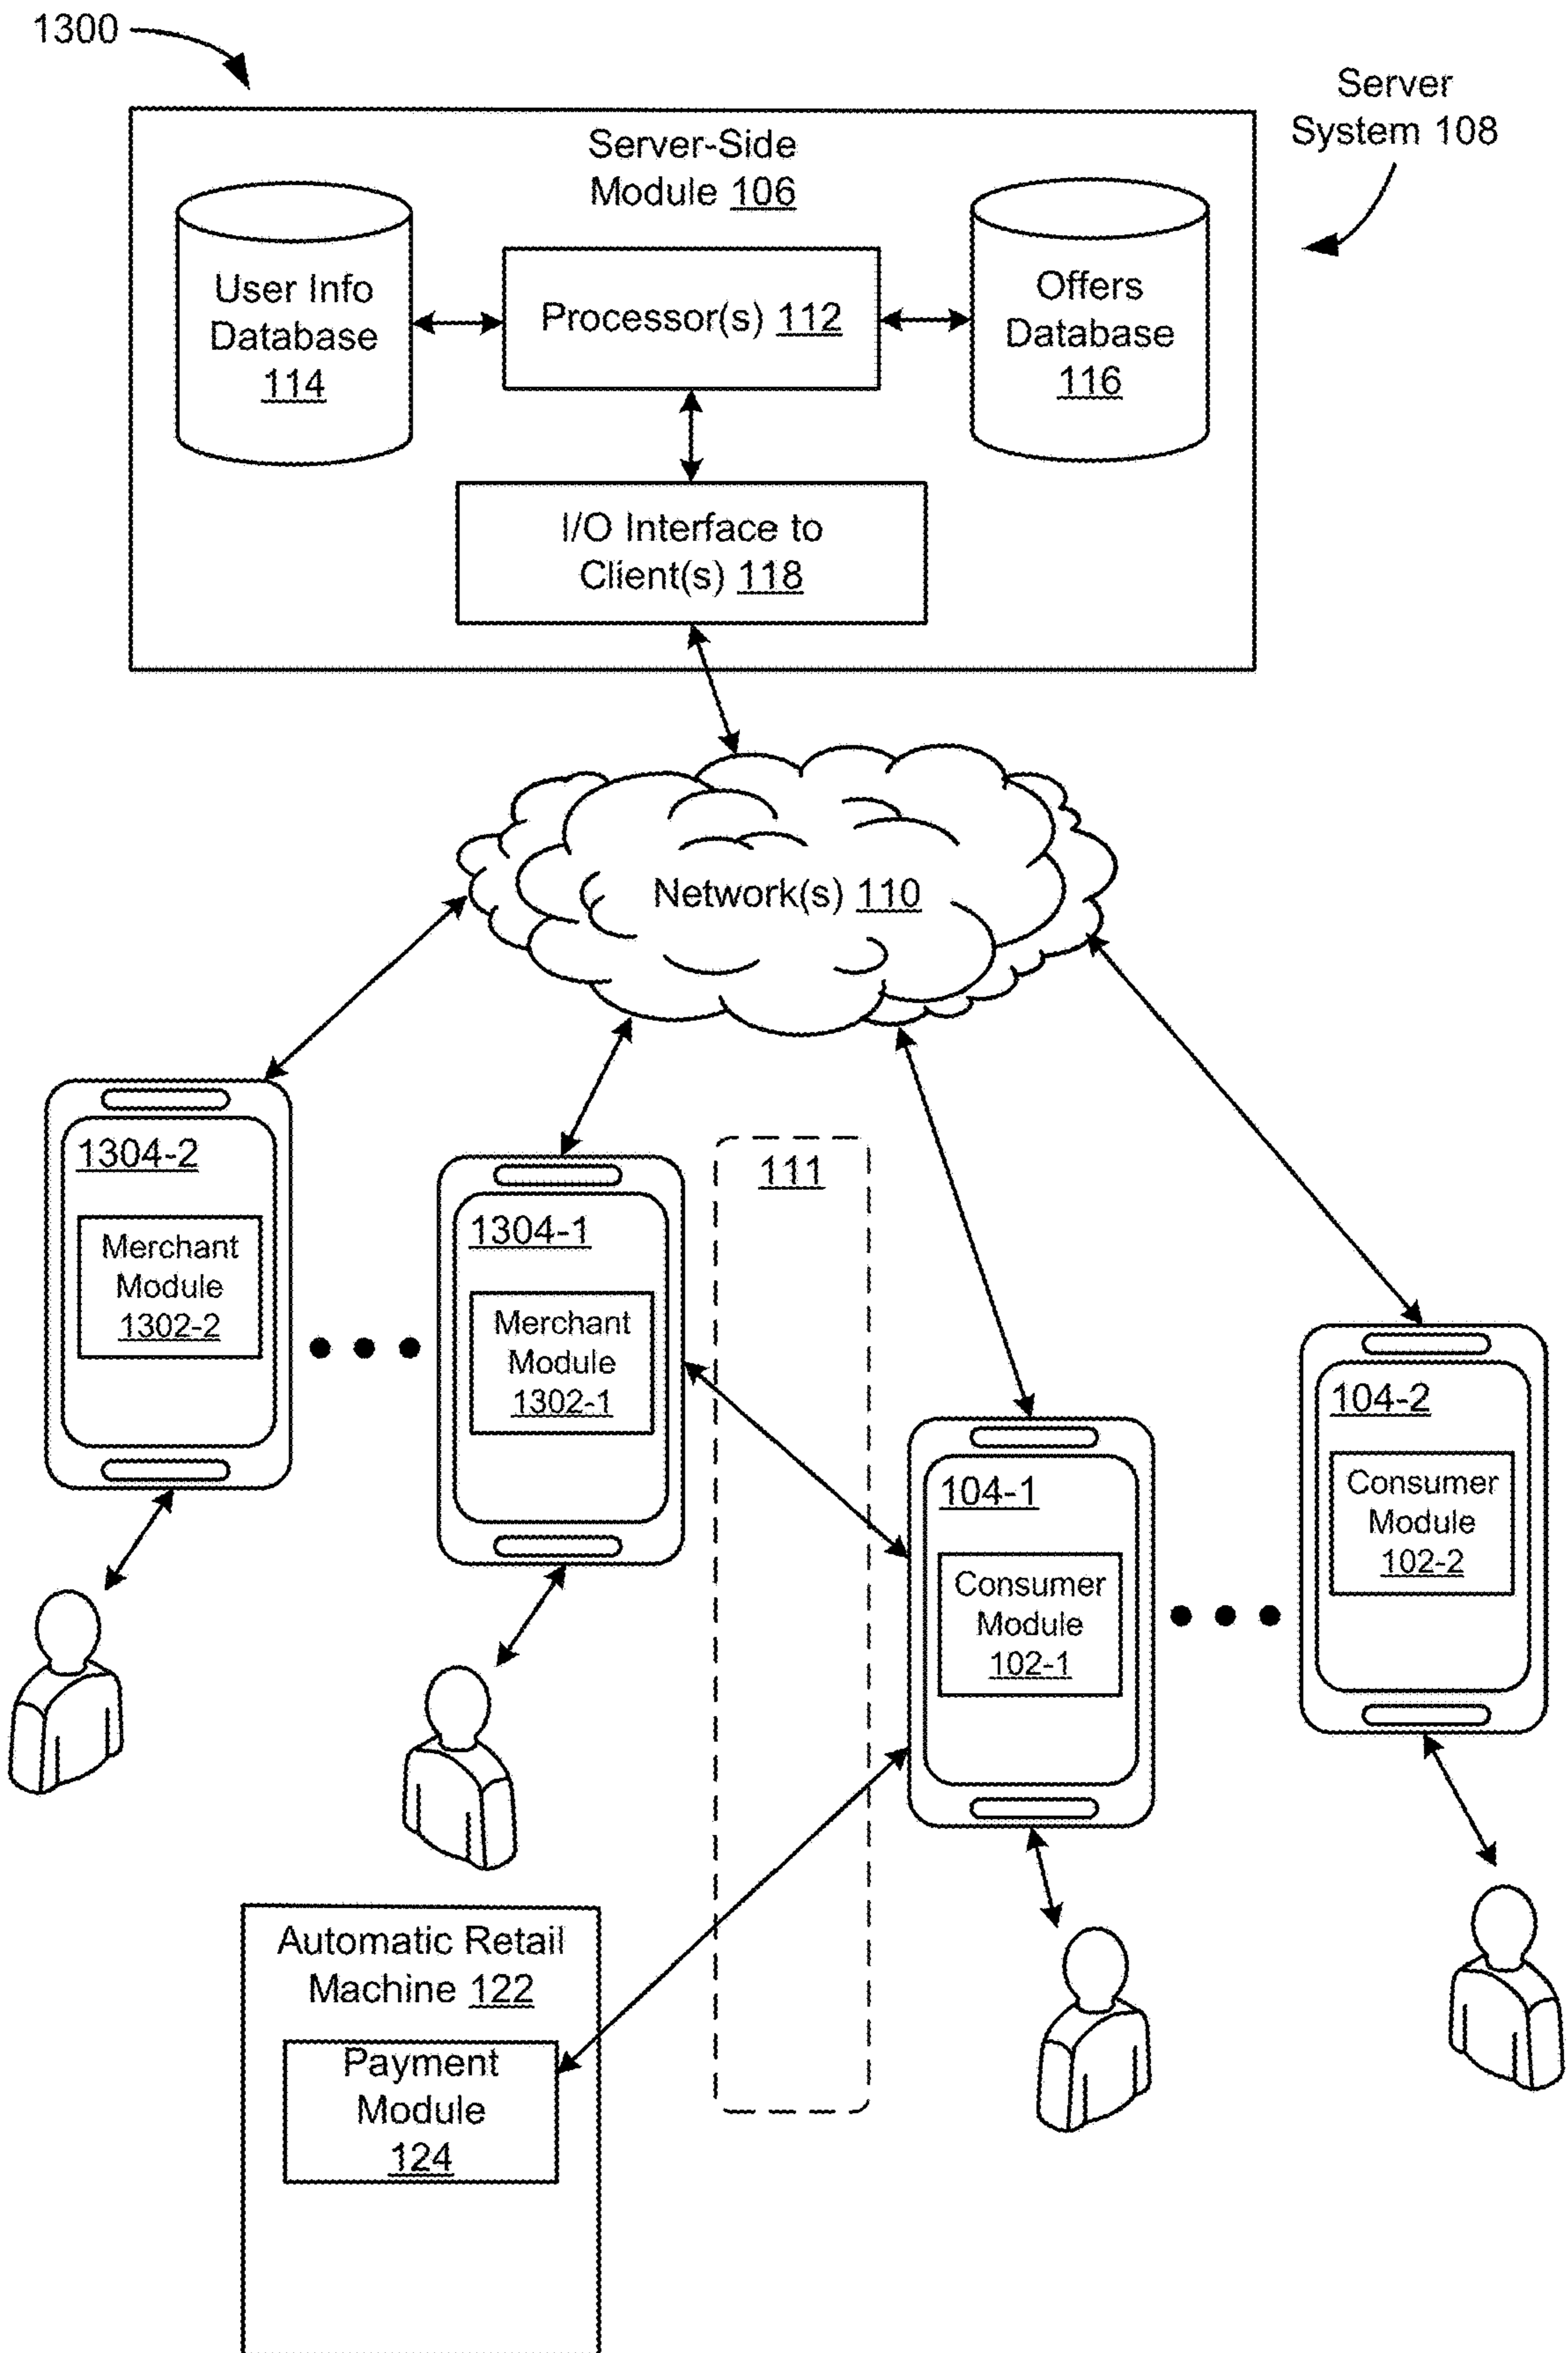 1300
Server
System 108
Server-Side
Module 106
User Info
Database
114
Processor(s) 112
Offers
Database
116
I/O Interface to
Client(s) 118
Network(s) 110
1304-2
Merchant
Module
1302-2
1304-1
Merchant
Module
1302-1
111
104-1
Consumer
Module
102-1
104-2
Consumer
Module
102-2
Automatic Retail
Machine 122
Payment
Module
124